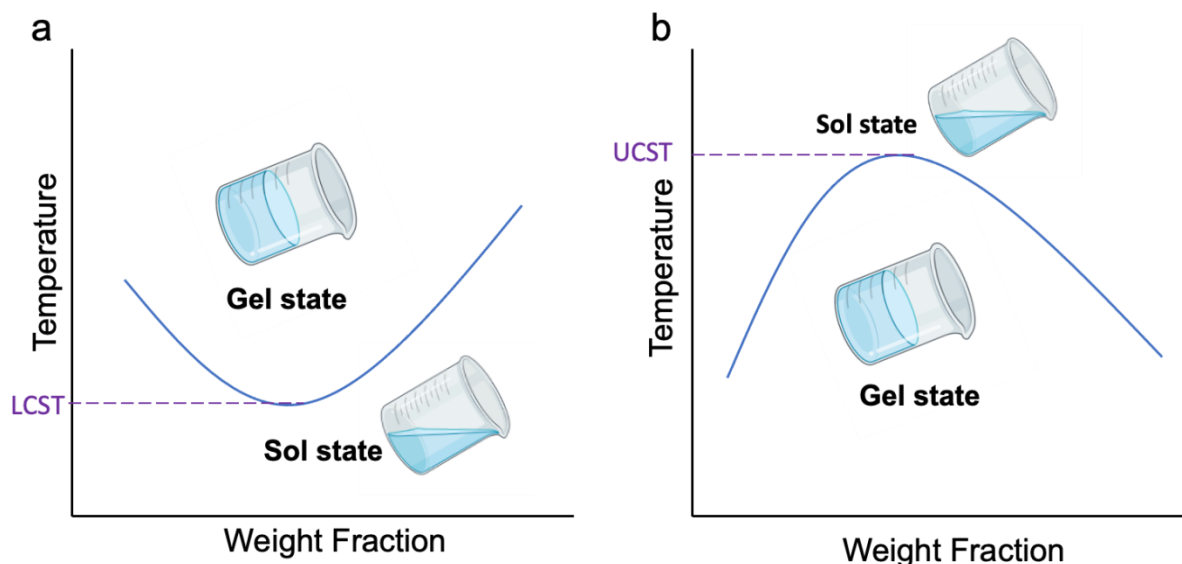 a
Gel state
LCST
Sol state
Temperature
Weight Fraction
b
Sol state
UCST
Gel state
Temperature
Weight Fraction